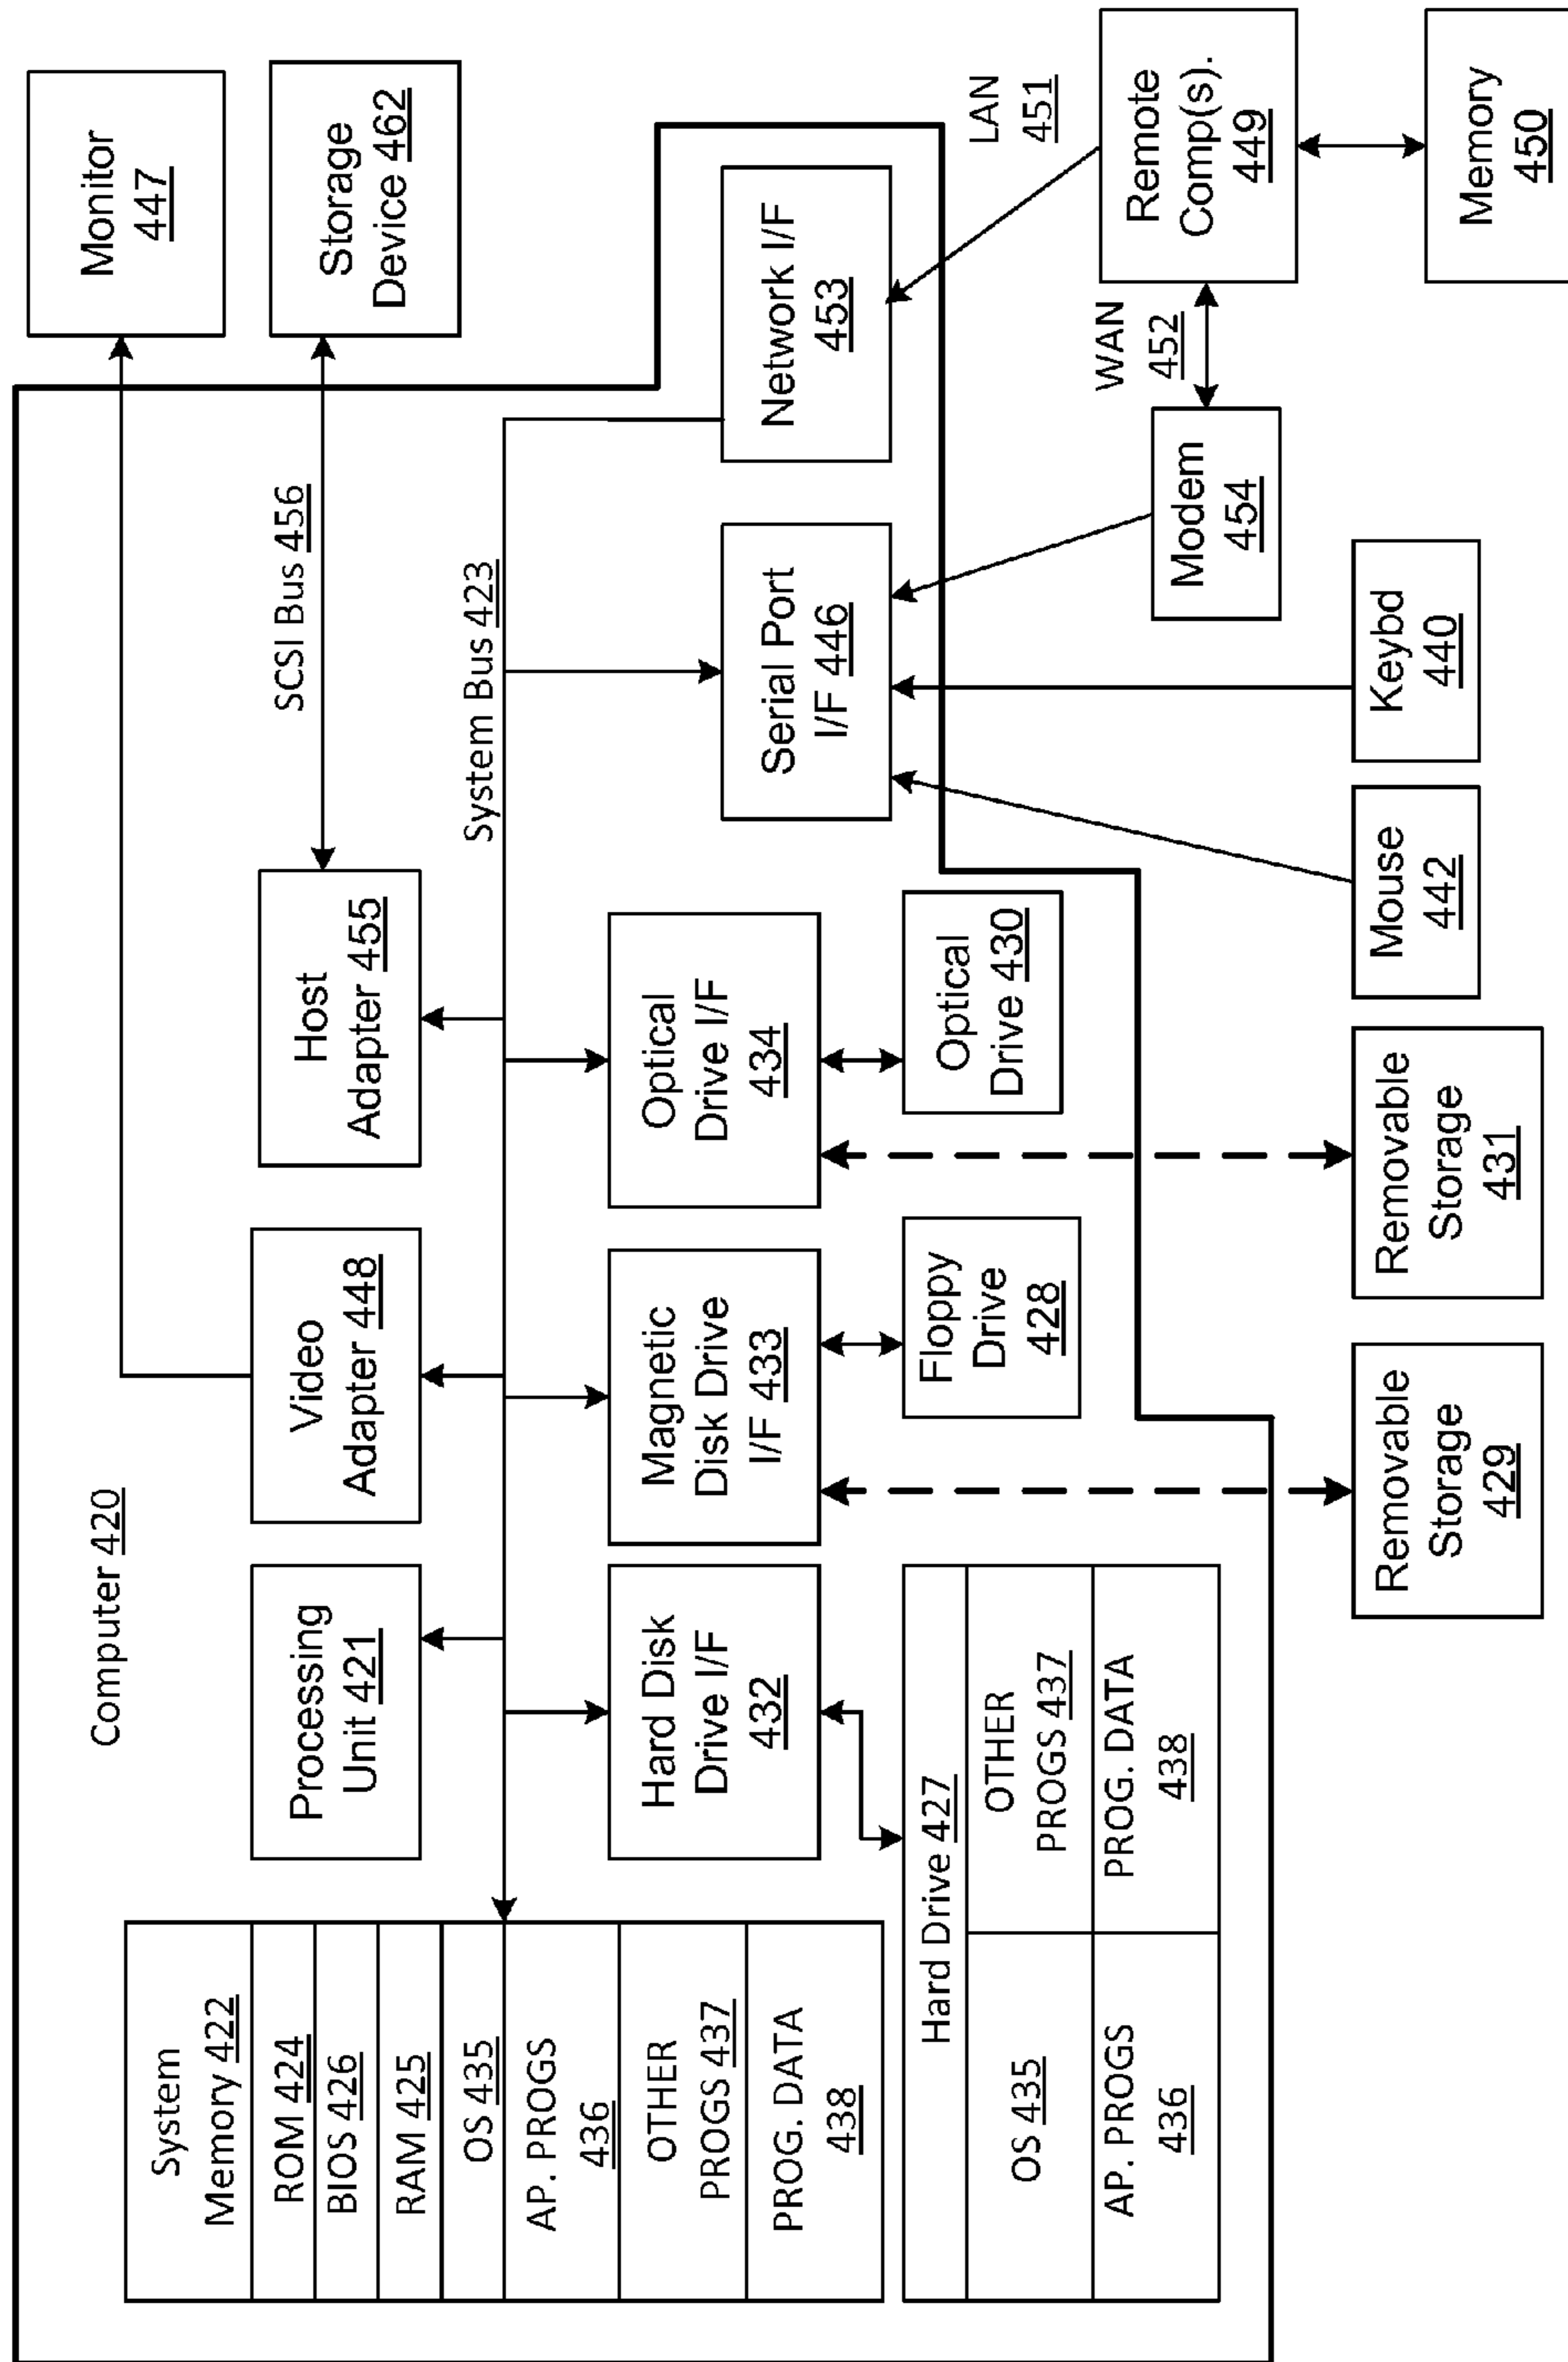 Computer 420
System
Memory 422
ROM 424
BIOS 426
RAM 425
OS 435
AP. PROGS
436
OTHER
PROGS 437
PROG. DATA
438
Processing
Unit 421
Video
Adapter 448
Host
Adapter 455
SCSI Bus 456
Monitor
447
Storage
Device 462
System Bus 423
Hard Disk
Drive I/F
432
Magnetic
Disk Drive
I/F 433
Optical
Drive I/F
434
Serial Port
I/F 446
Network I/F
453
Hard Drive 427
OS 435
OTHER
PROGS 437
AP. PROGS
436
PROG. DATA
438
Floppy
Drive
428
Optical
Drive 430
LAN
451
WAN
452
Modem
454
Remote
Comp(s).
449
Removable
Storage
429
Removable
Storage
431
Mouse
442
Keybd
440
Memory
450